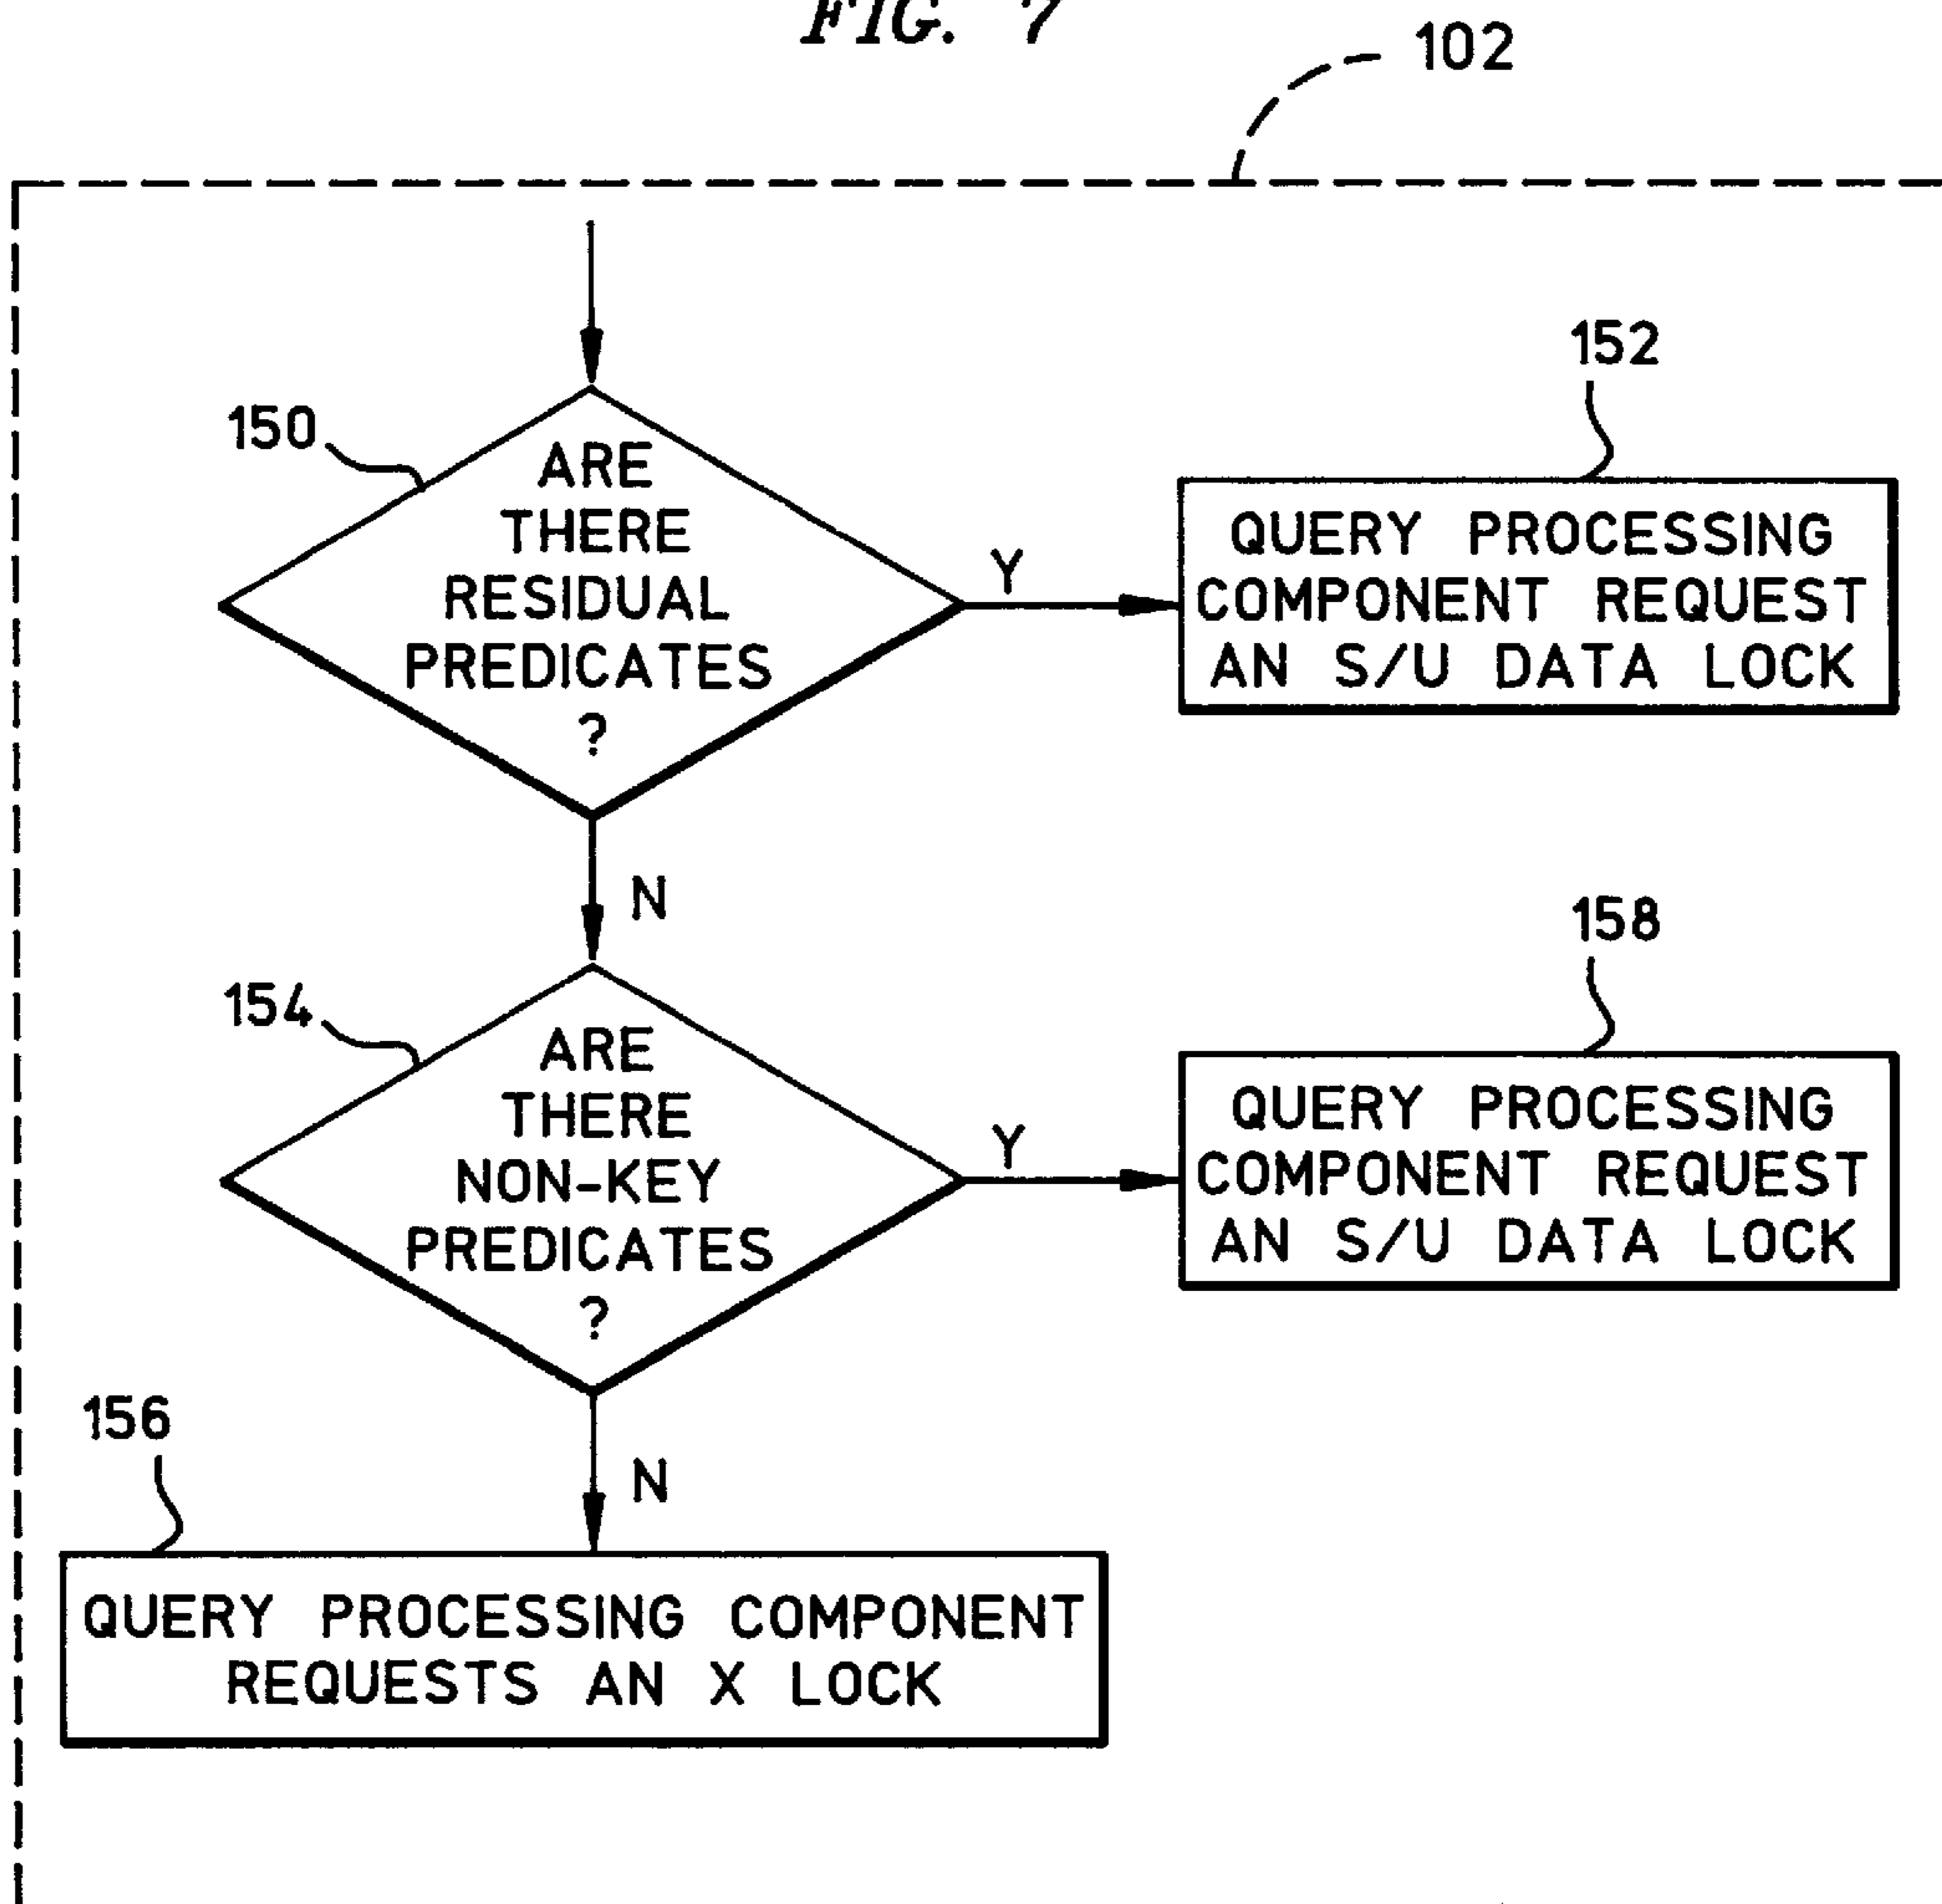 FIG. 7
102
150
ARE
THERE
RESIDUAL
PREDICATES
?
Y
152
QUERY PROCESSING
COMPONENT REQUEST
AN S/U DATA LOCK
N
154
ARE
THERE
NON-KEY
PREDICATES
?
Y
158
QUERY PROCESSING
COMPONENT REQUEST
AN S/U DATA LOCK
N
156
QUERY PROCESSING COMPONENT
REQUESTS AN X LOCK